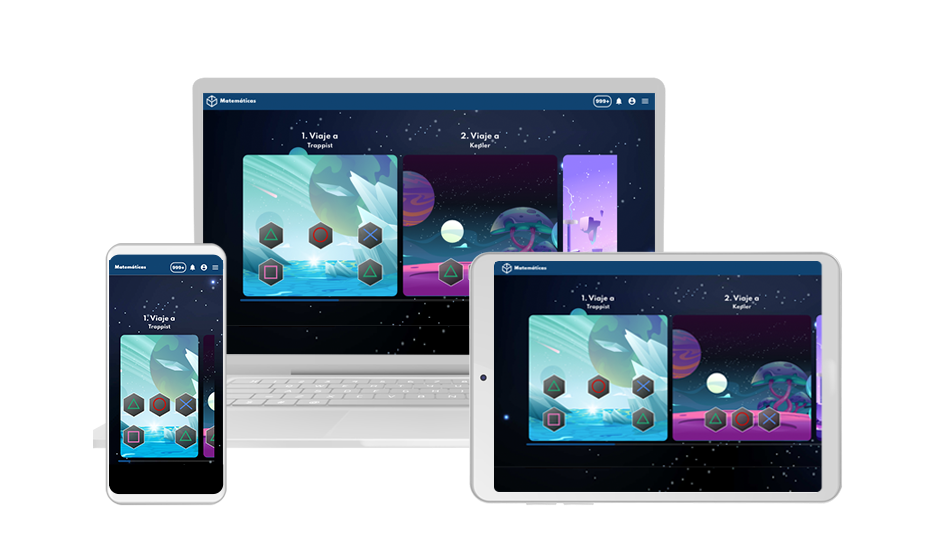 Matemáticas
999+
1. Viaje a
Trappist
2. Viaje a
Kepler
Matemáticas
999+
1. Viaje a
Trappist
Matemáticas
1. Viaje a
Trappist
2. Viaje a
Kepler